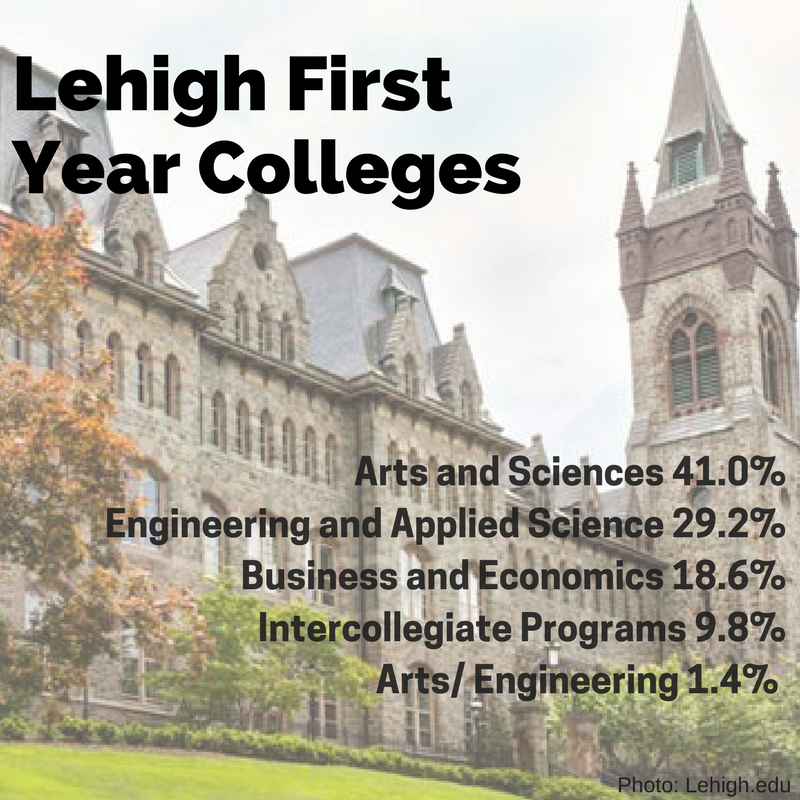 Lehigh First
Year Colleges
Arts and Sciences 41.0%
Engineering and Applied Science 29.2%
Business and Economics 18.6%
Intercollegiate Programs 9.8%
Arts/ Engineering 1.4%
Photo: Lehigh.edu